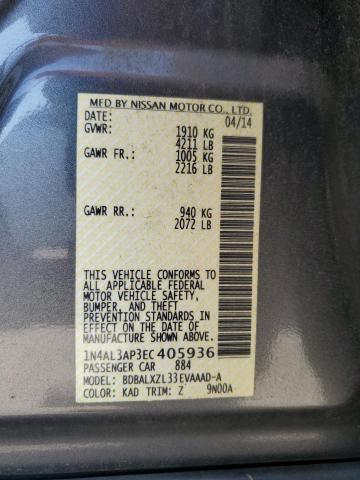 MFD BY NISSAN MOTOR CO., LTD.
DATE: 04/14
GVWR: 1910 KG
4211 LB
GAWR FR.: 1005 KG
2216 LB
GAWR RR.: 940 KG
2072 LB
THIS VEHICLE CONFORMS TO
ALL APPLICABLE FEDERAL
MOTOR VEHICLE SAFETY,
BUMPER, AND THEFT
PREVENTION STANDARDS
IN EFFECT ON THE DATE
OF MANUFACTURE SHOWN ABOVE.
1N4AL3AP3EC405936
PASSENGER CAR 884
MODEL: BDBALXZL33EVAAAD-A
COLOR: KAD TRIM: Z 9N00A